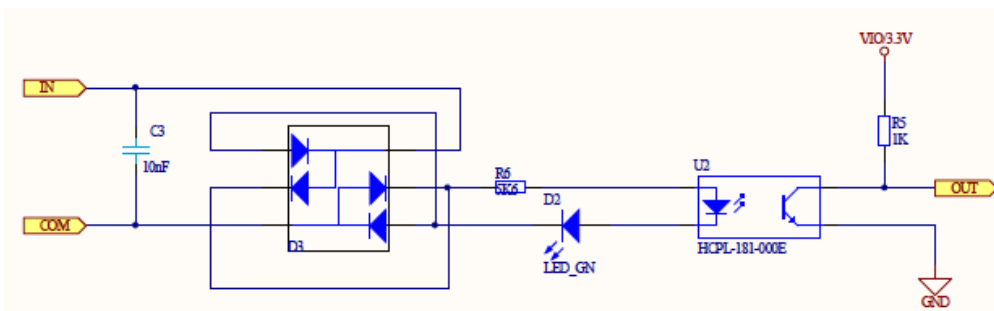 VIO/3.3V
IN
C3
10nF
R5
1K
R6
5K6
U2
OUT
D2
COM
D3
LED_GN
HCPL-181-000E
GND